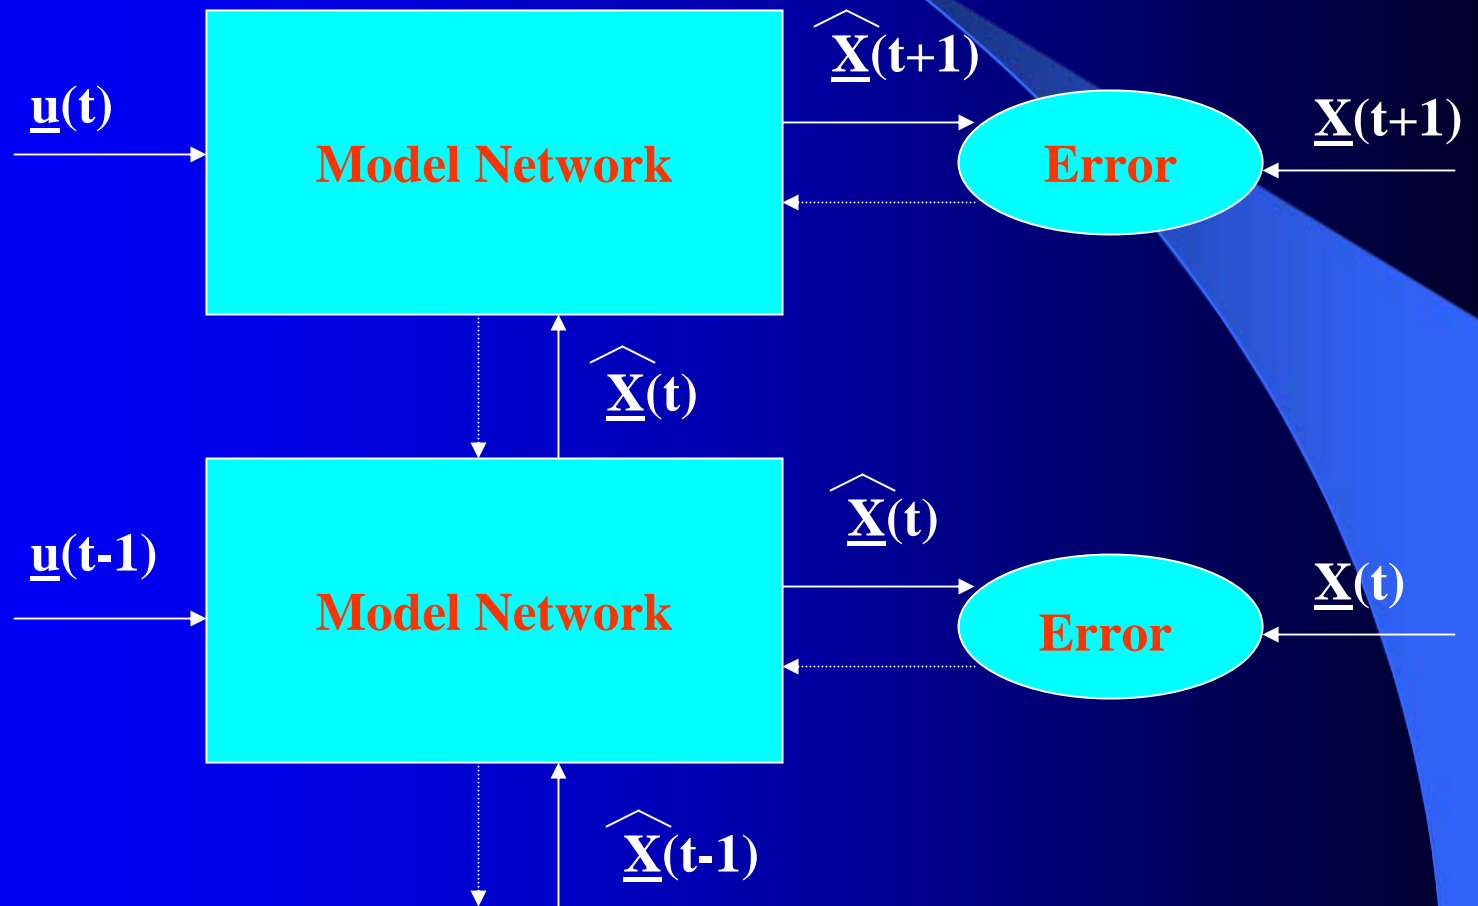 X̂(t+1)
u(t)
X(t+1)
Model Network
Error
X̂(t)
X̂(t)
u(t-1)
X(t)
Model Network
Error
X̂(t-1)